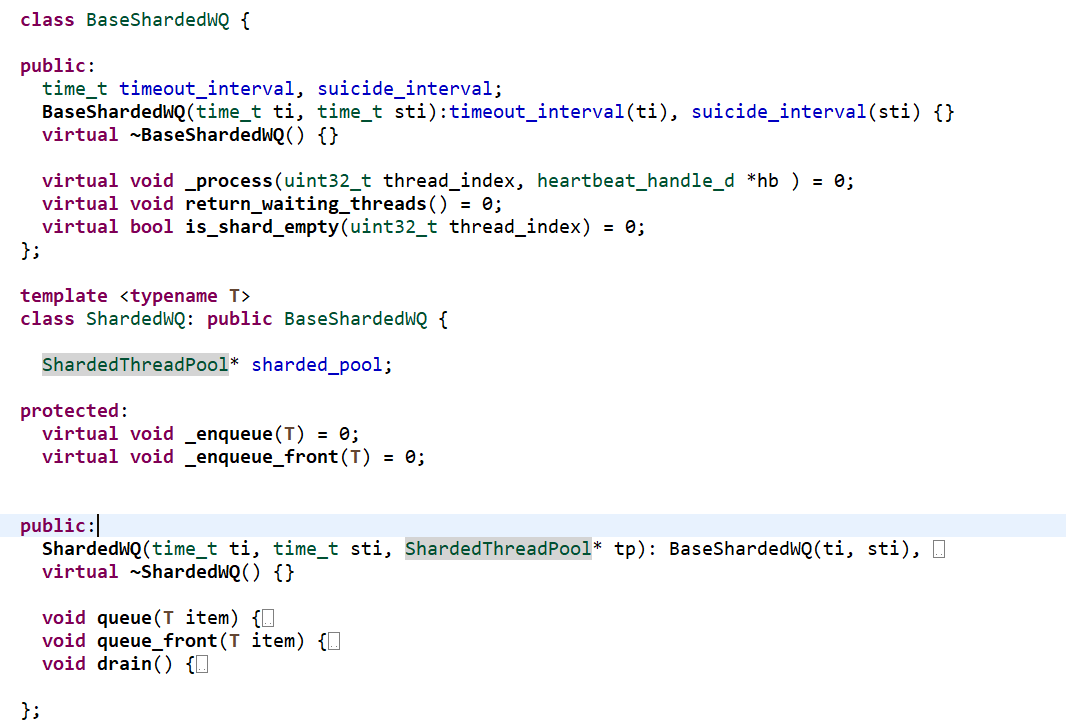 class BaseShardedWQ {
public:
time_t timeout_interval, suicide_interval;
BaseShardedWQ(time_t ti, time_t sti):timeout_interval(ti), suicide_interval(sti) {}
virtual ~BaseShardedWQ() {}
virtual void _process(uint32_t thread_index, heartbeat_handle_d *hb ) = 0;
virtual void return_waiting_threads() = 0;
virtual bool is_shard_empty(uint32_t thread_index) = 0;
};
template <typename T>
class ShardedWQ: public BaseShardedWQ {
ShardedThreadPool* sharded_pool;
protected:
virtual void _enqueue(T) = 0;
virtual void _enqueue_front(T) = 0;
public:
ShardedWQ(time_t ti, time_t sti, ShardedThreadPool* tp): BaseShardedWQ(ti, sti), ..
virtual ~ShardedWQ() {}
void queue(T item) {..
void queue_front(T item) {..
void drain() {..
};